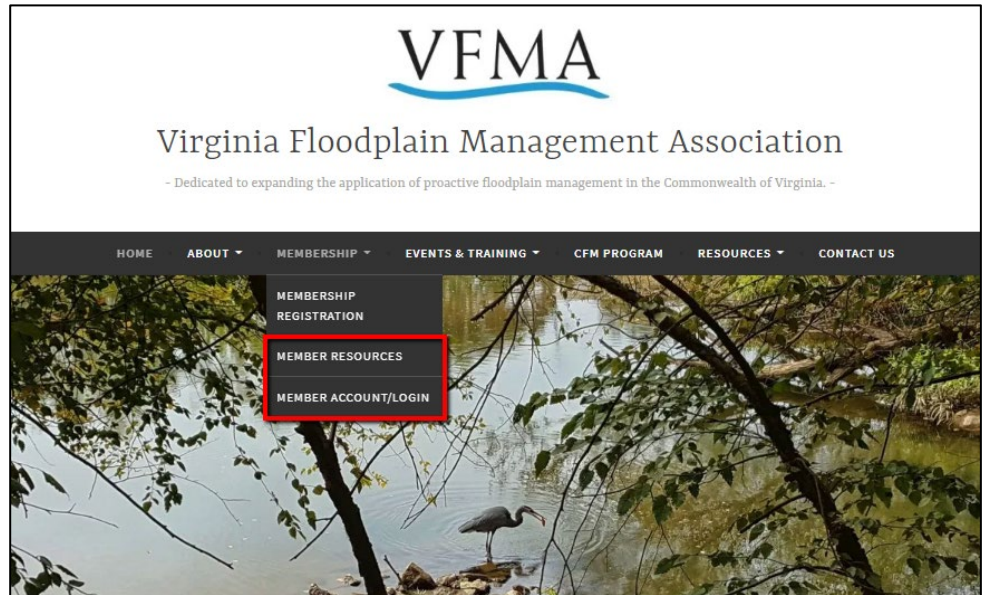 VFMA
Virginia Floodplain Management Association
- Dedicated to expanding the application of proactive floodplain management in the Commonwealth of Virginia. -
HOME ABOUT MEMBERSHIP EVENTS & TRAINING CFM PROGRAM RESOURCES CONTACT US
MEMBERSHIP
REGISTRATION
MEMBER RESOURCES
MEMBER ACCOUNT/LOGIN